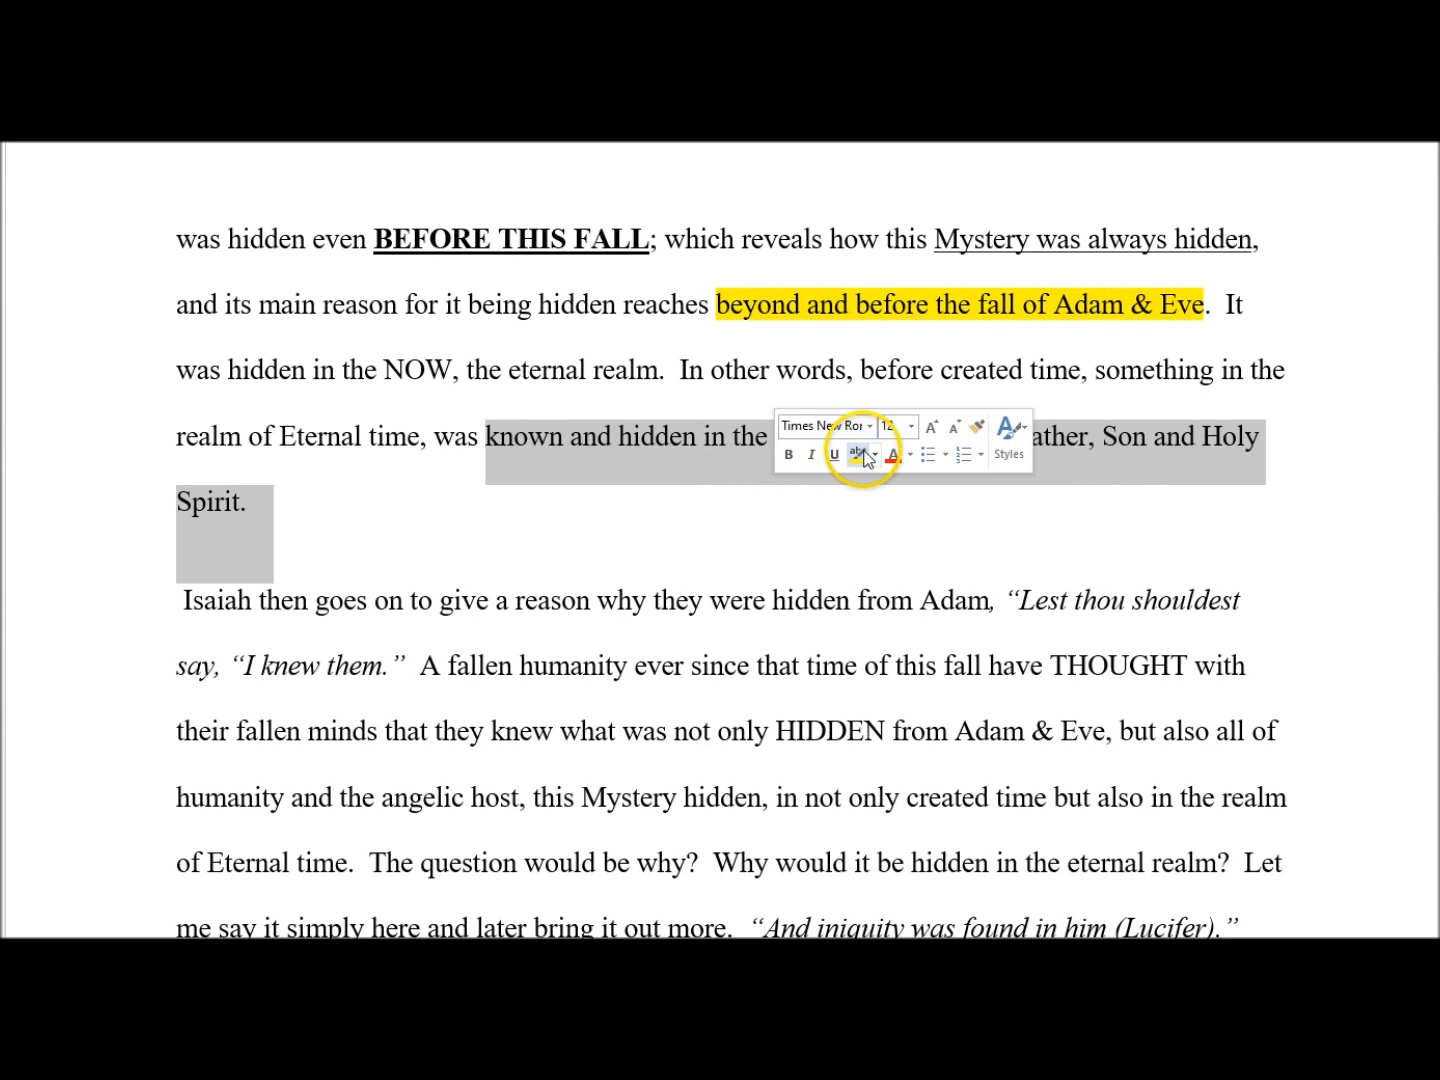 was hidden even BEFORE THIS FALL; which reveals how this Mystery was always hidden,
and its main reason for it being hidden reaches beyond and before the fall of Adam & Eve.  It
was hidden in the NOW, the eternal realm.  In other words, before created time, something in the
realm of Eternal time, was known and hidden in the ather, Son and Holy
Times New Ror 12
B I U A Styles
Spirit.
Isaiah then goes on to give a reason why they were hidden from Adam, “Lest thou shouldest
say, “I knew them.”  A fallen humanity ever since that time of this fall have THOUGHT with
their fallen minds that they knew what was not only HIDDEN from Adam & Eve, but also all of
humanity and the angelic host, this Mystery hidden, in not only created time but also in the realm
of Eternal time.  The question would be why?  Why would it be hidden in the eternal realm?  Let
me say it simply here and later bring it out more.  “And iniquity was found in him (Lucifer).”